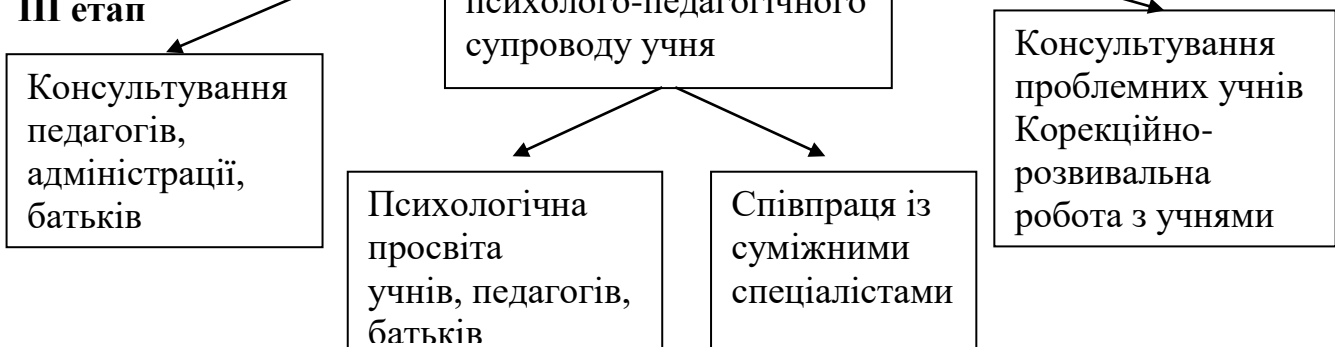 ІІІ етап
психолого-педагогічного
супроводу учня
Консультування
педагогів,
адміністрації,
батьків
Психологічна
просвіта
учнів, педагогів,
батьків
Співпраця із
суміжними
спеціалістами
Консультування
проблемних учнів
Корекційно-
розвивальна
робота з учнями